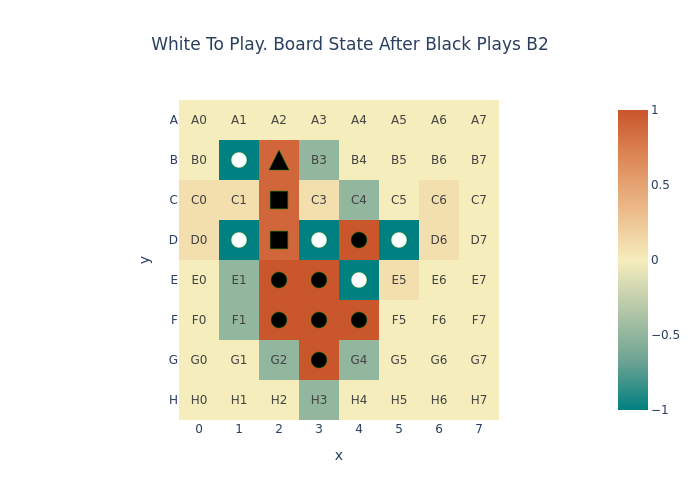 White To Play. Board State After Black Plays B2
A A0 A1 A2 A3 A4 A5 A6 A7
B B0 B3 B4 B5 B6 B7
C C0 C1 C3 C4 C5 C6 C7
D D0 D6 D7
E E0 E1 E5 E6 E7
F F0 F1 F5 F6 F7
G G0 G1 G2 G4 G5 G6 G7
H H0 H1 H2 H3 H4 H5 H6 H7
0 1 2 3 4 5 6 7
x
y
1
0.5
0
−0.5
−1